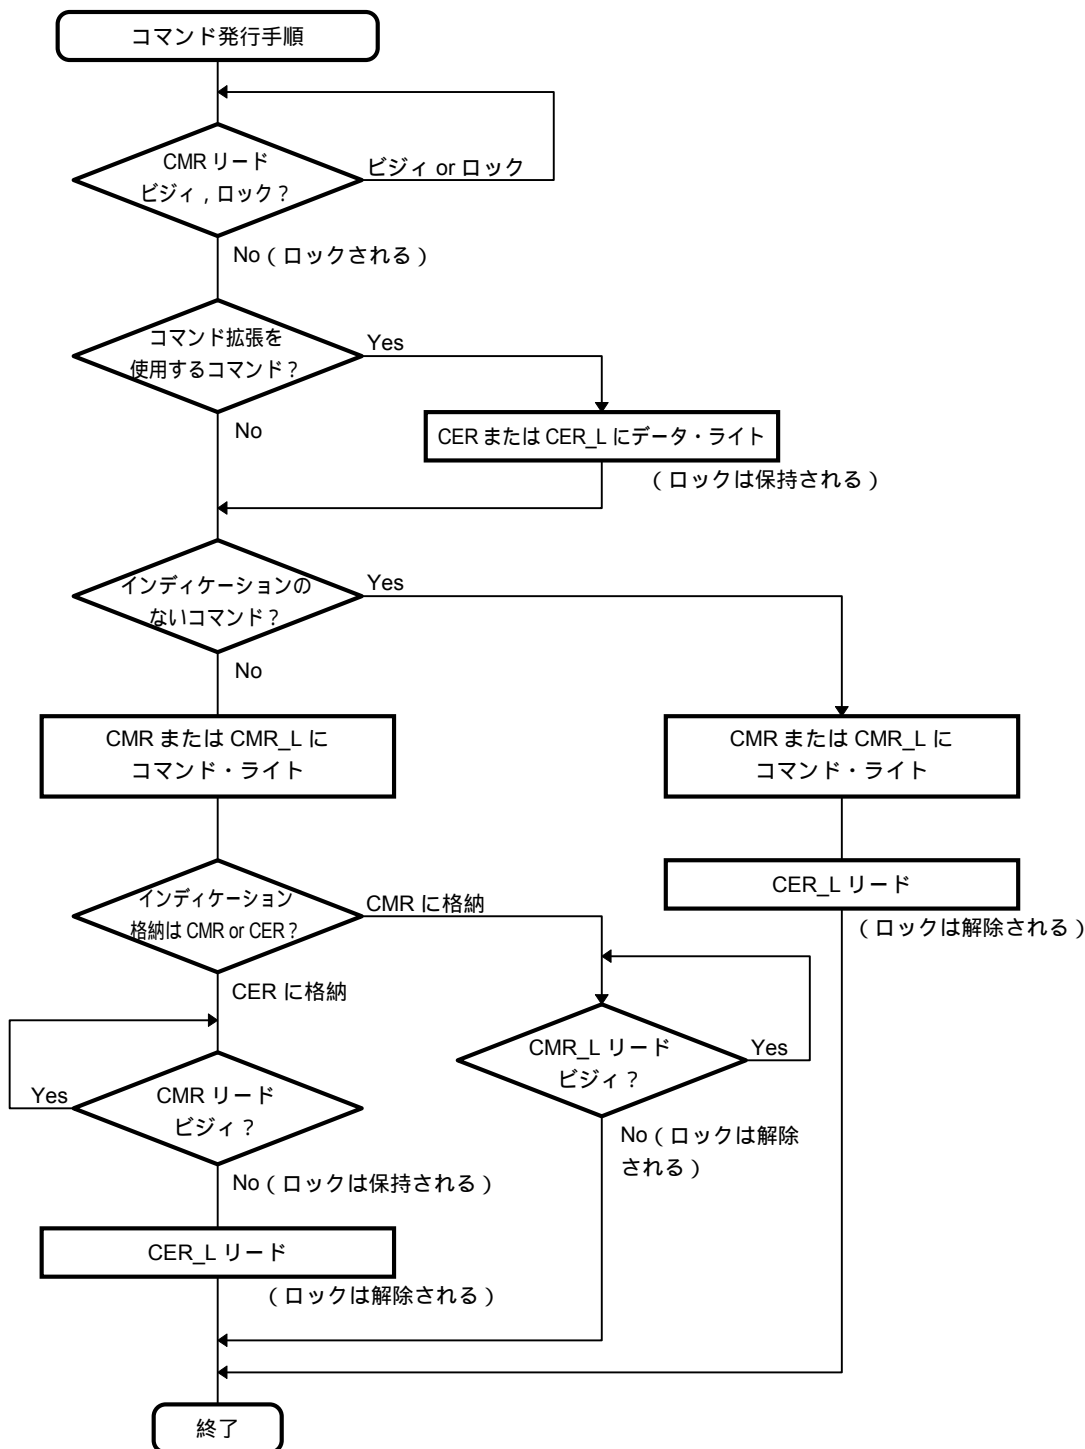 コマンド発行手順
CMR リード
ビジィ，ロック？
ビジィ or ロック
No（ロックされる）
コマンド拡張を
使用するコマンド？
Yes
No
CER または CER_L にデータ・ライト
（ロックは保持される）
インディケーションの
ないコマンド？
Yes
No
CMR または CMR_L に
コマンド・ライト
CMR または CMR_L に
コマンド・ライト
インディケーション
格納は CMR or CER？
CMR に格納
CER に格納
CER_L リード
（ロックは解除される）
CMR_L リード
ビジィ？
Yes
No（ロックは解除
される）
CMR リード
ビジィ？
Yes
No（ロックは保持される）
CER_L リード
（ロックは解除される）
終了